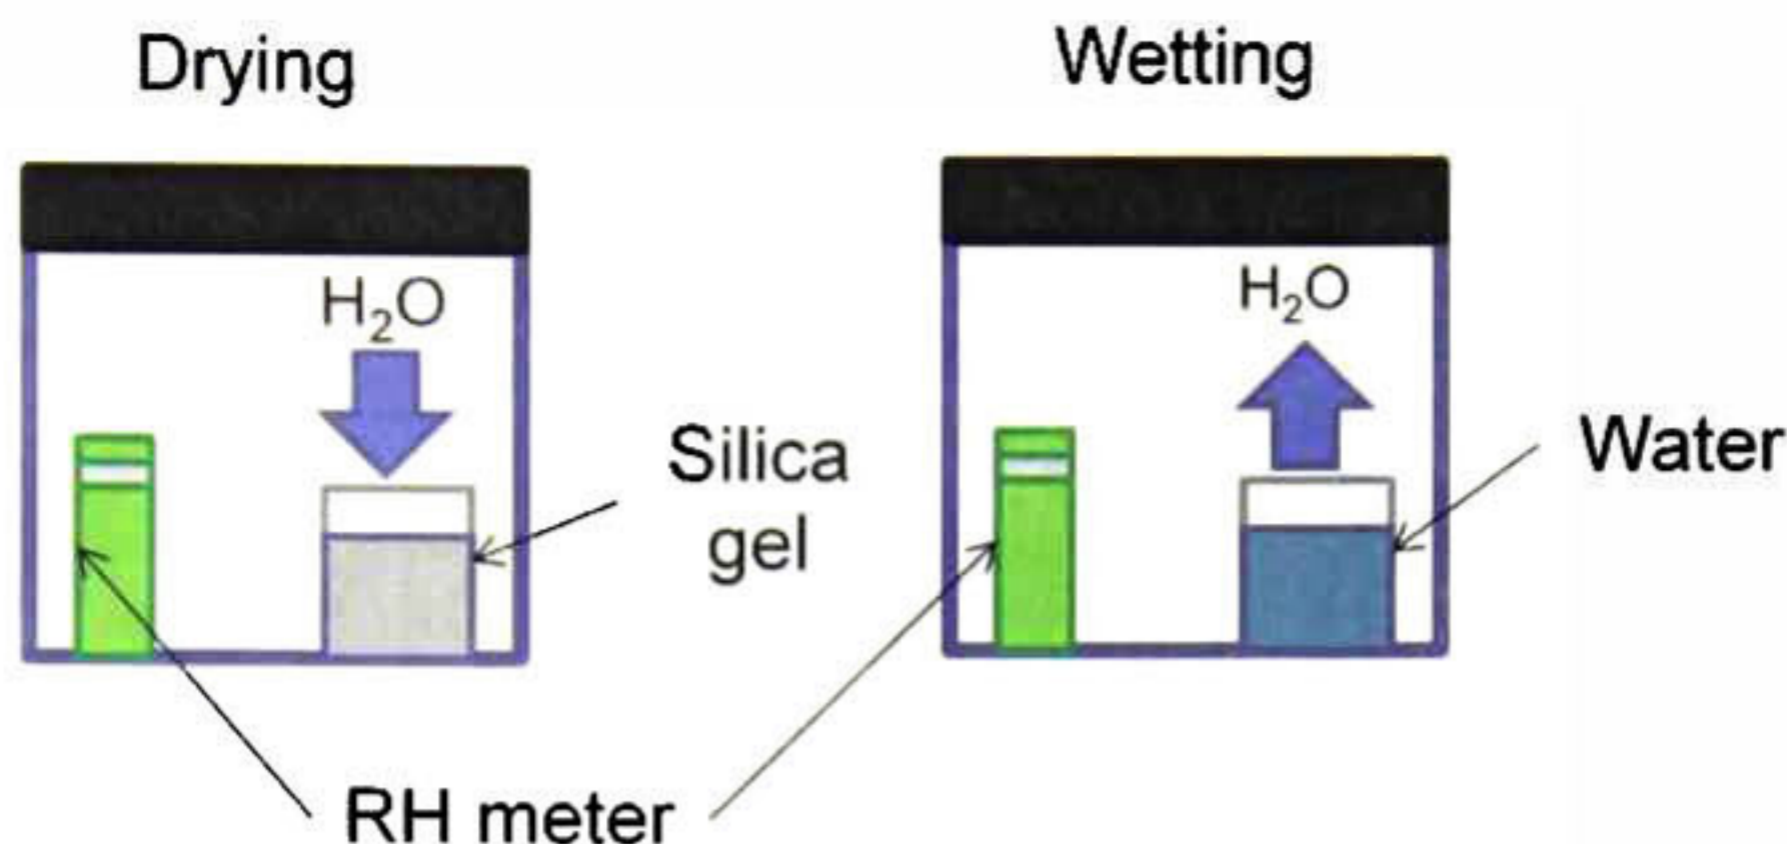 Drying
Wetting
H₂O
H₂O
Silica
gel
Water
RH meter